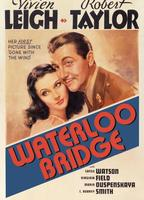 Vivien Robert
LEIGH · TAYLOR
HER FIRST
PICTURE SINCE
'GONE WITH
THE WIND'
WATERLOO
BRIDGE
LUCILE WATSON
VIRGINIA FIELD
MARIA OUSPENSKAYA
C. AUBREY SMITH